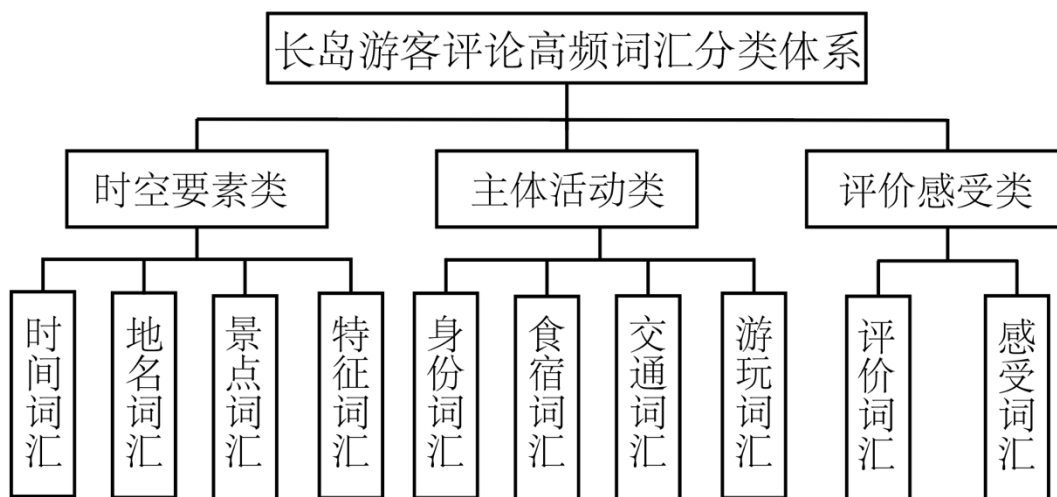 长岛游客评论高频词汇分类体系
时空要素类
主体活动类
评价感受类
时间词汇
地名词汇
景点词汇
特征词汇
身份词汇
食宿词汇
交通词汇
游玩词汇
评价词汇
感受词汇